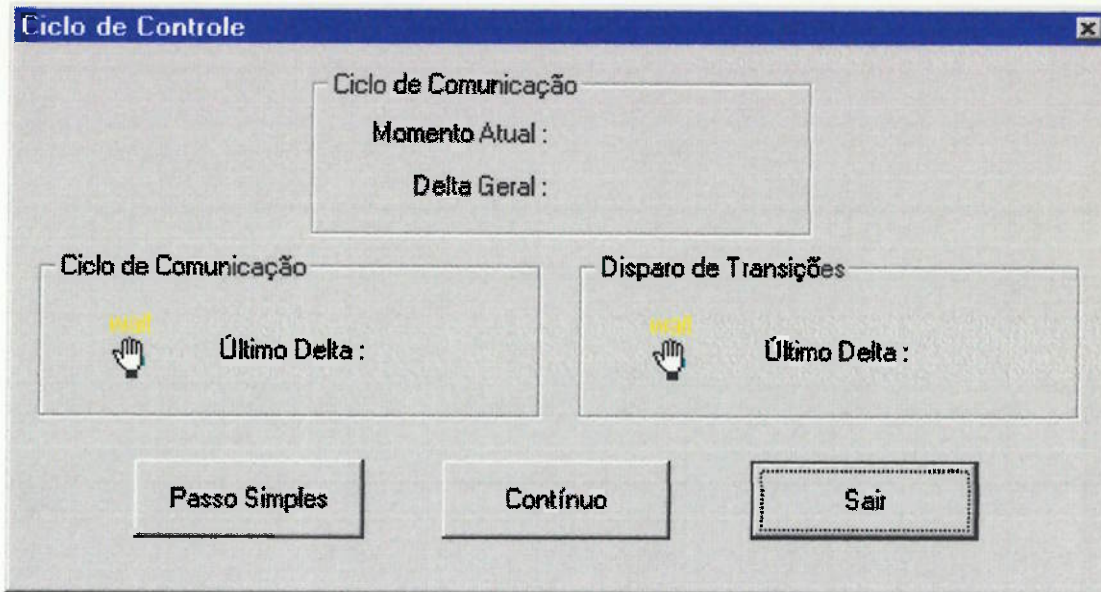 Ciclo de Controle
Ciclo de Comunicação
Momento Atual :
Delta Geral :
Ciclo de Comunicação
wait
Último Delta :
Disparo de Transições
wait
Último Delta :
Passo Simples
Contínuo
Sair